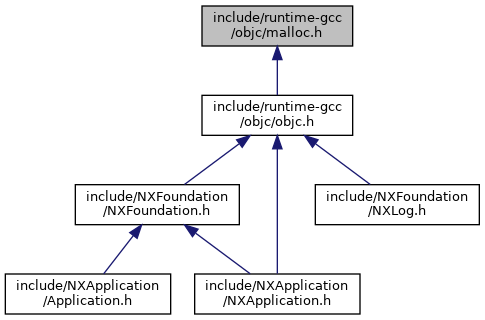 include/runtime-gcc
/objc/malloc.h
include/runtime-gcc
/objc/objc.h
include/NXFoundation
/NXFoundation.h
include/NXFoundation
/NXLog.h
include/NXApplication
/Application.h
include/NXApplication
/NXApplication.h